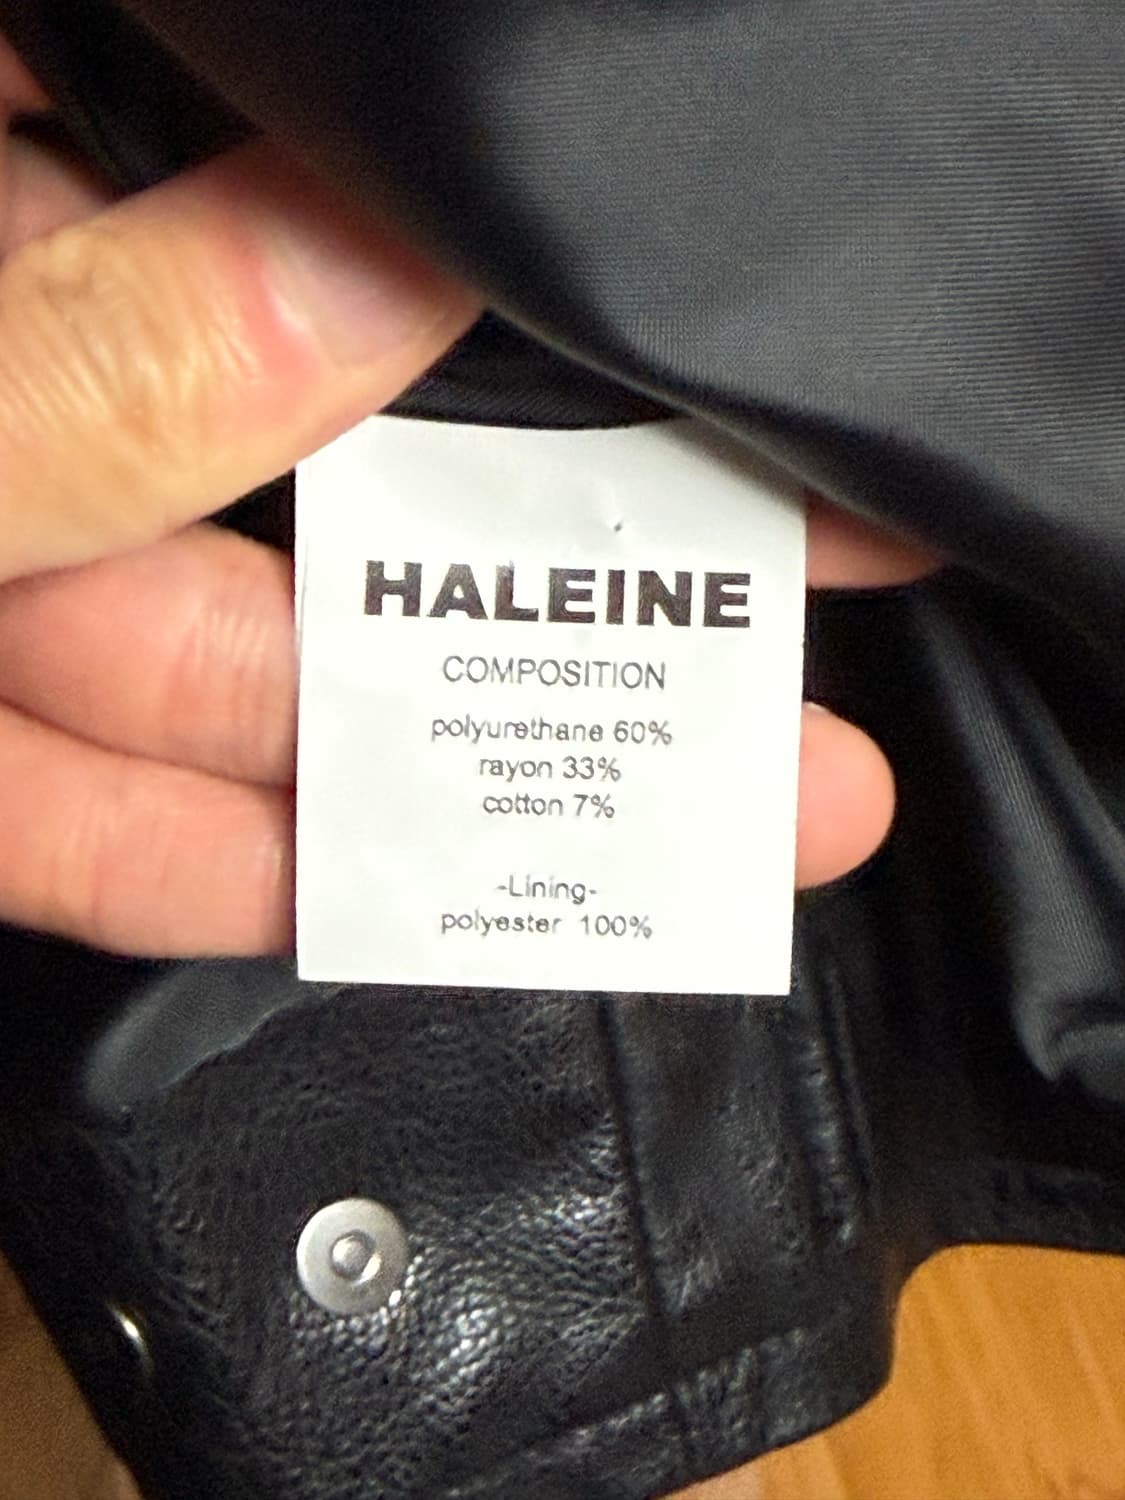 HALEINE
COMPOSITION
polyurethane 60%
rayon 33%
cotton 7%
-Lining-
polyester 100%